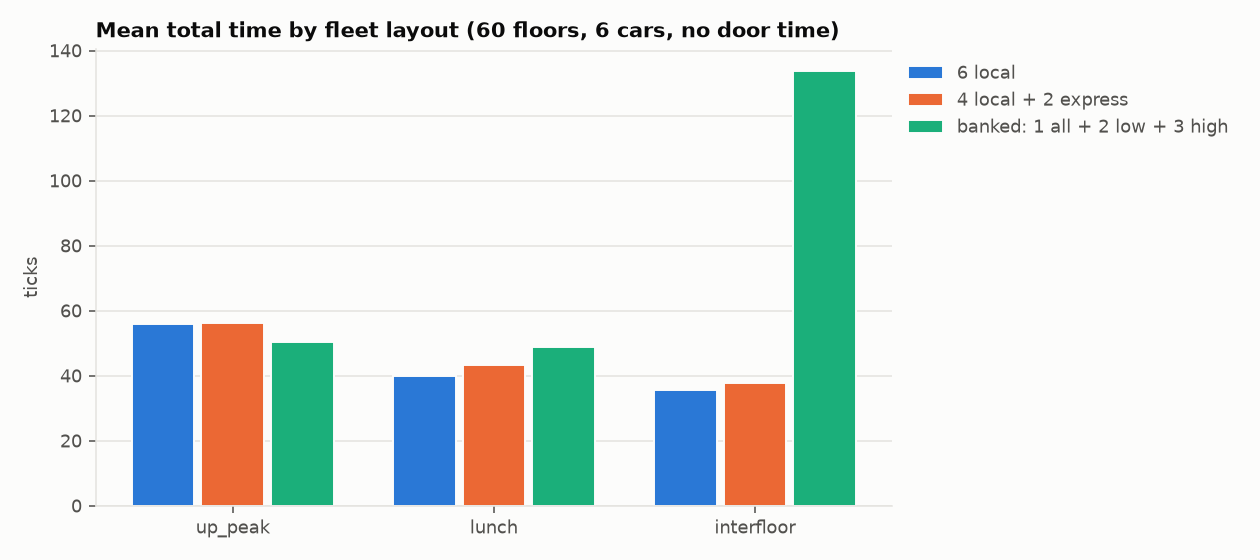 Mean total time by fleet layout (60 floors, 6 cars, no door time)
140
120
100
80
60
40
20
0
ticks
up_peak
lunch
interfloor
6 local
4 local + 2 express
banked: 1 all + 2 low + 3 high